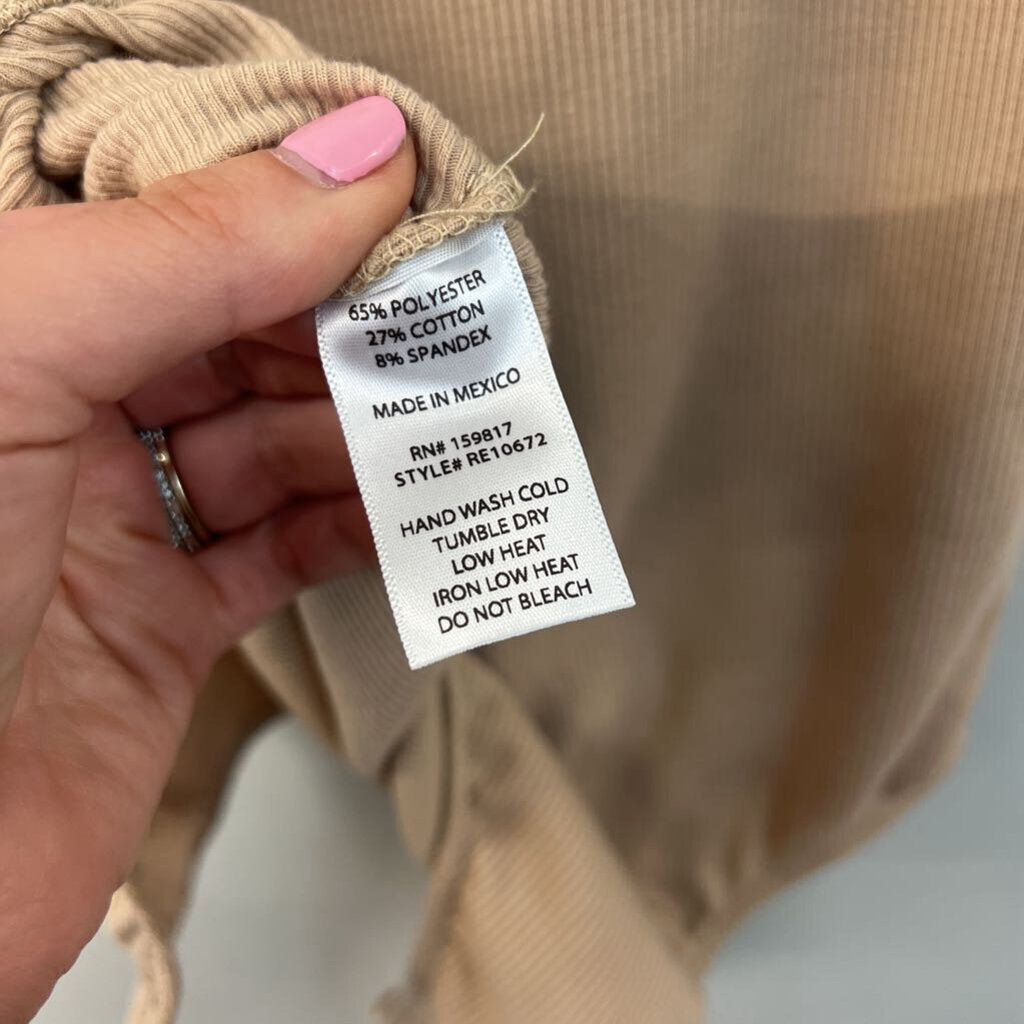 65% POLYESTER
27% COTTON
8% SPANDEX
MADE IN MEXICO
RN# 159817
STYLE# RE10672
HAND WASH COLD
TUMBLE DRY
LOW HEAT
IRON LOW HEAT
DO NOT BLEACH